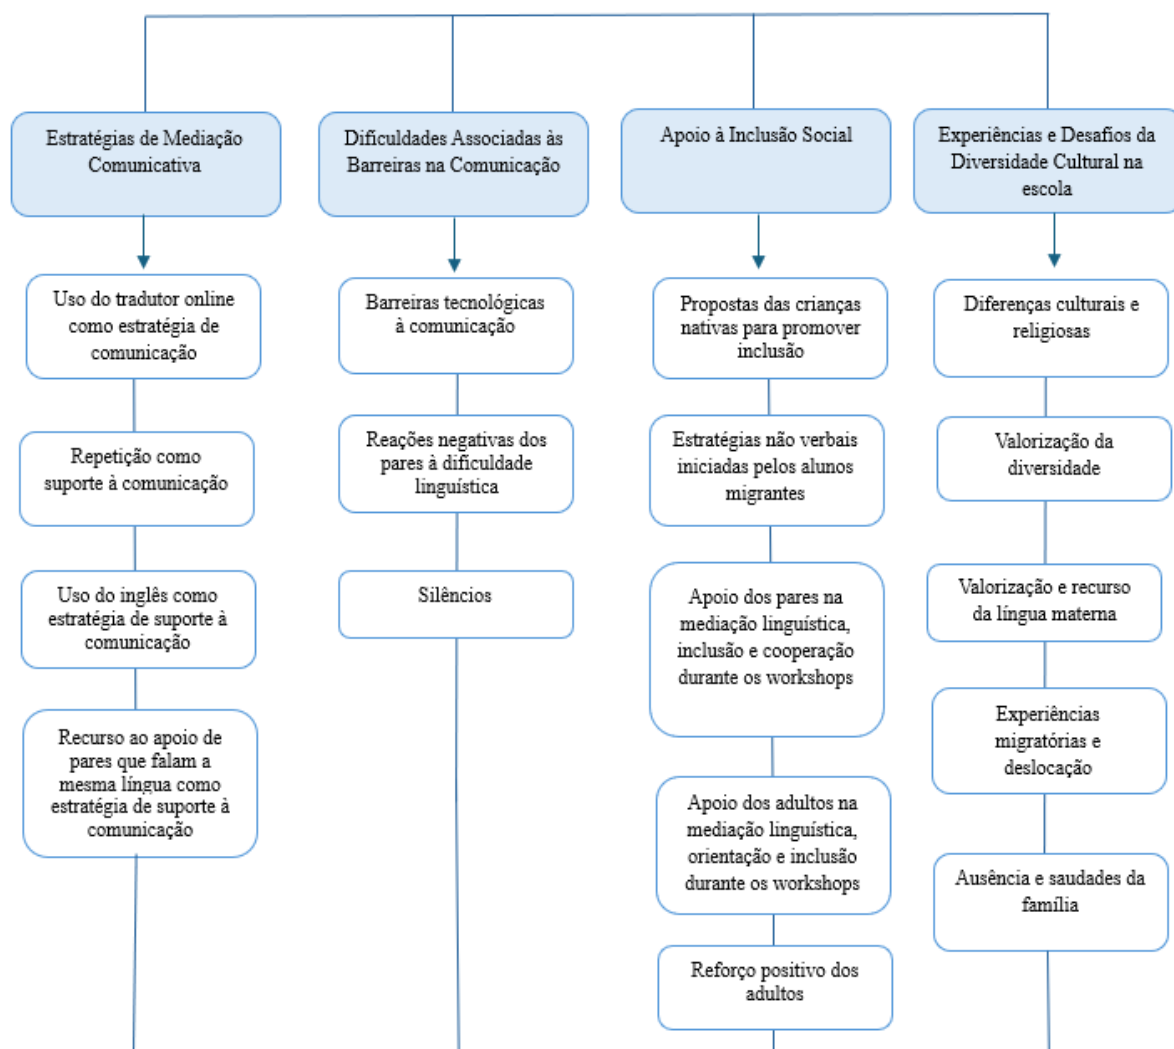 Estratégias de Mediação
Comunicativa
Uso do tradutor online
como estratégia de
comunicação
Repetição como
suporte à comunicação
Uso do inglês como
estratégia de suporte à
comunicação
Recurso ao apoio de
pares que falam a
mesma língua como
estratégia de suporte à
comunicação
Dificuldades Associadas às
Barreiras na Comunicação
Barreiras tecnológicas
à comunicação
Reações negativas dos
pares à dificuldade
linguística
Silêncios
Apoio à Inclusão Social
Propostas das crianças
nativas para promover
inclusão
Estratégias não verbais
iniciadas pelos alunos
migrantes
Apoio dos pares na
mediação linguística,
inclusão e cooperação
durante os workshops
Apoio dos adultos na
mediação linguística,
orientação e inclusão
durante os workshops
Reforço positivo dos
adultos
Experiências e Desafios da
Diversidade Cultural na
escola
Diferenças culturais e
religiosas
Valorização da
diversidade
Valorização e recurso
da língua materna
Experiências
migratórias e
deslocação
Ausência e saudades da
família